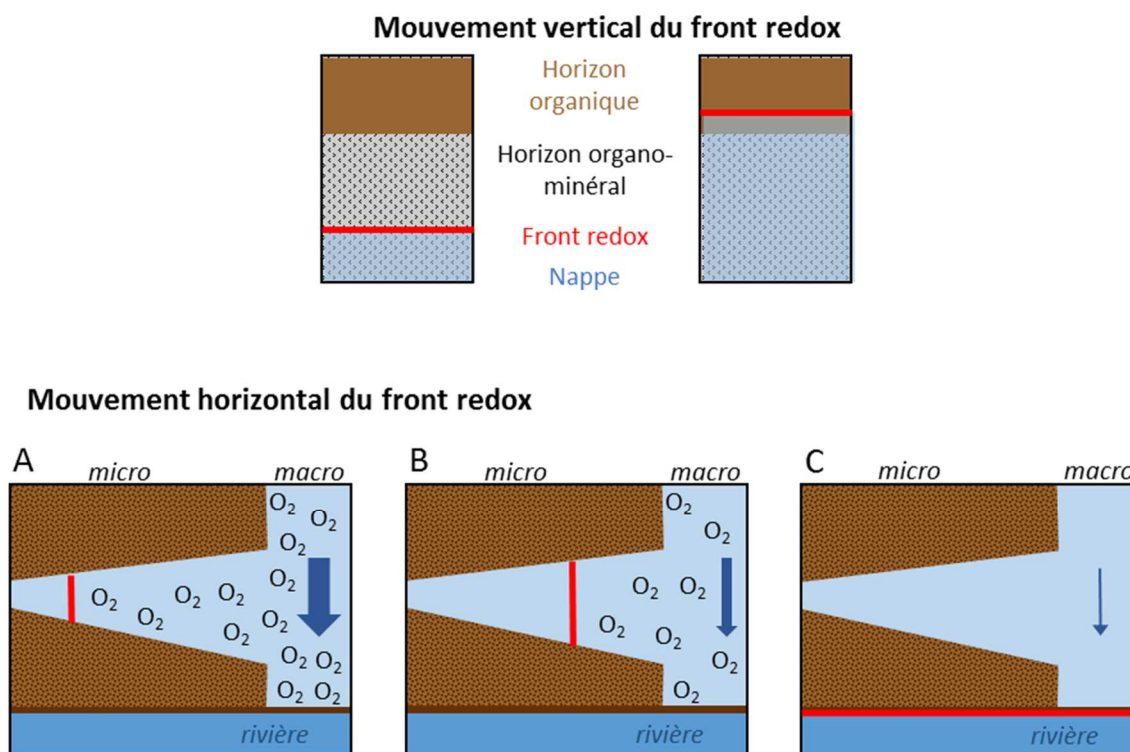 Mouvement vertical du front redox
Horizon
organique
Horizon organo-
minéral
Front redox
Nappe
Mouvement horizontal du front redox
A
micro
macro
O₂
O₂
O₂
O₂
O₂
O₂
O₂
O₂
O₂
O₂
O₂
O₂
O₂
O₂
rivière
B
micro
macro
O₂
O₂
O₂
O₂
O₂
O₂
O₂
O₂
rivière
C
micro
macro
rivière